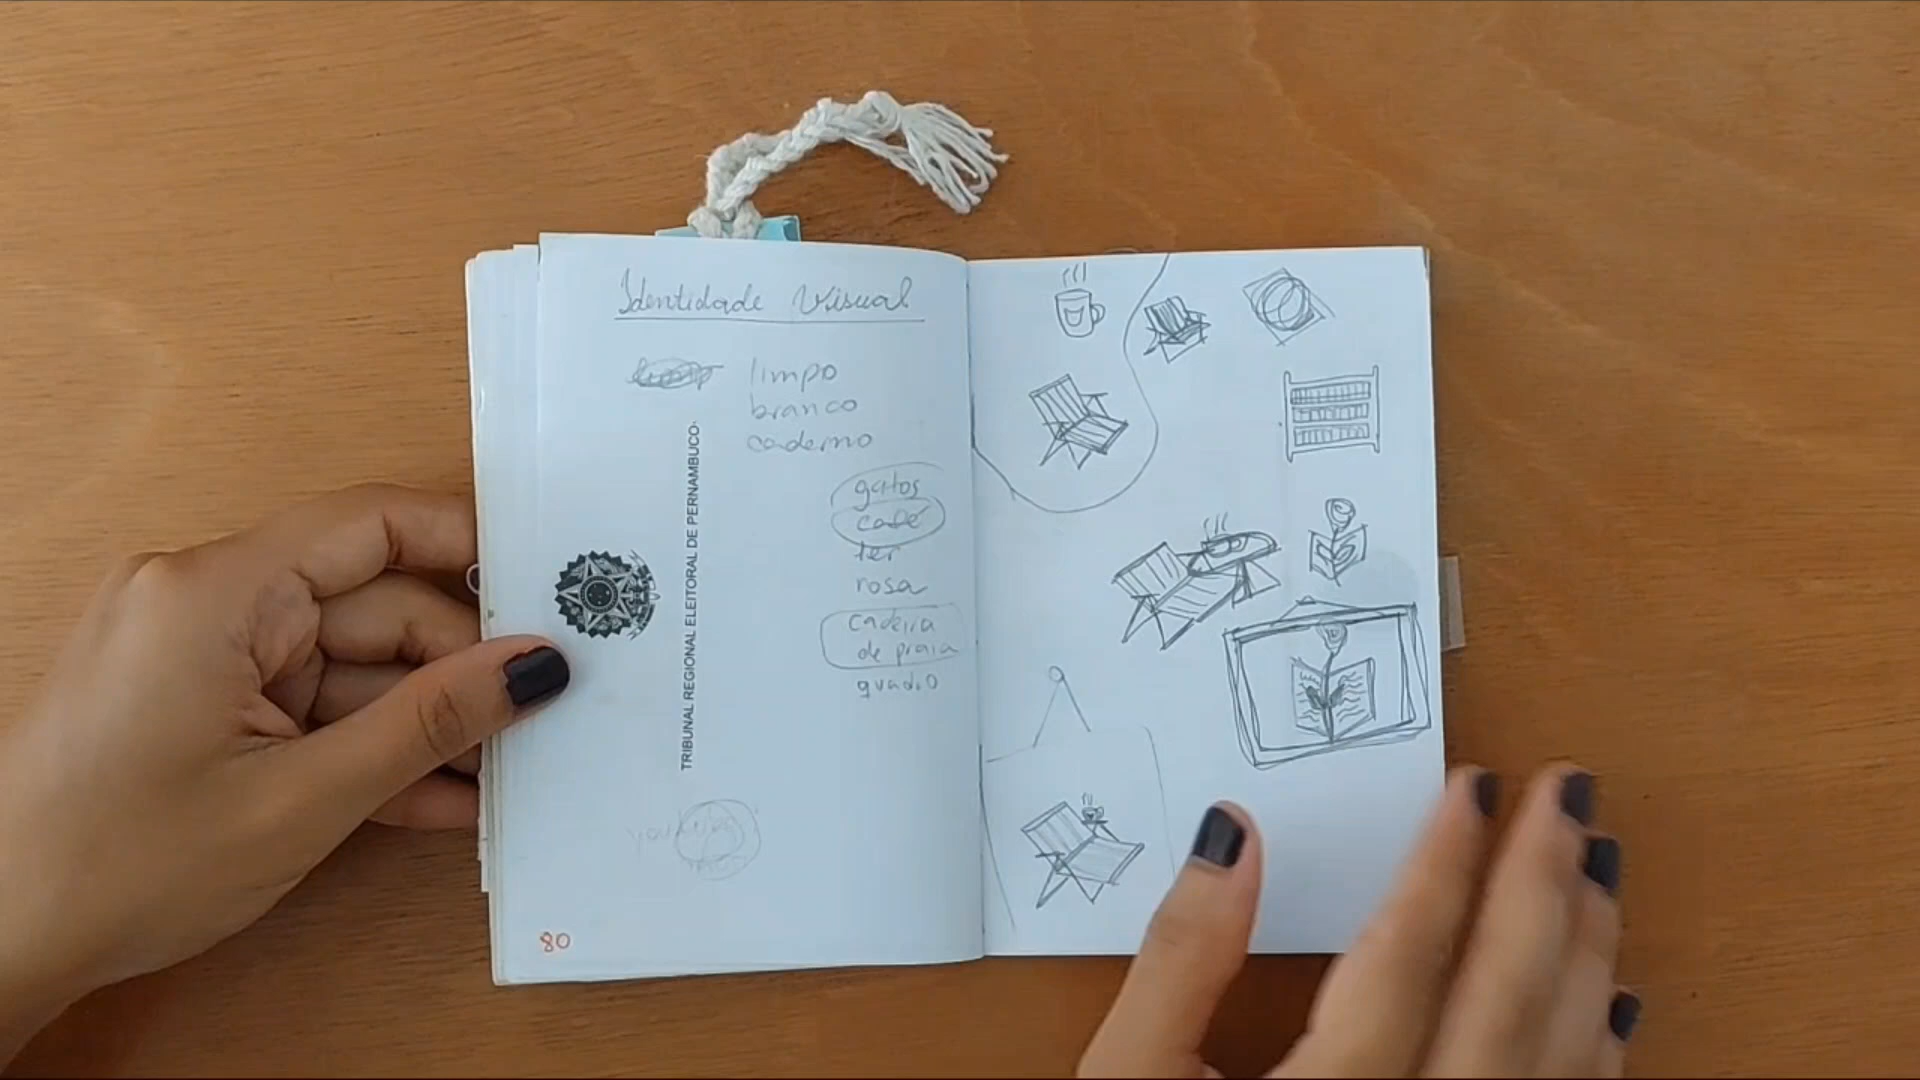 Identidade Visual
limpo
branco
caderno
gatos
café
ler
rosa
cadeira
de praia
quadro
TRIBUNAL REGIONAL ELEITORAL DE PERNAMBUCO
80